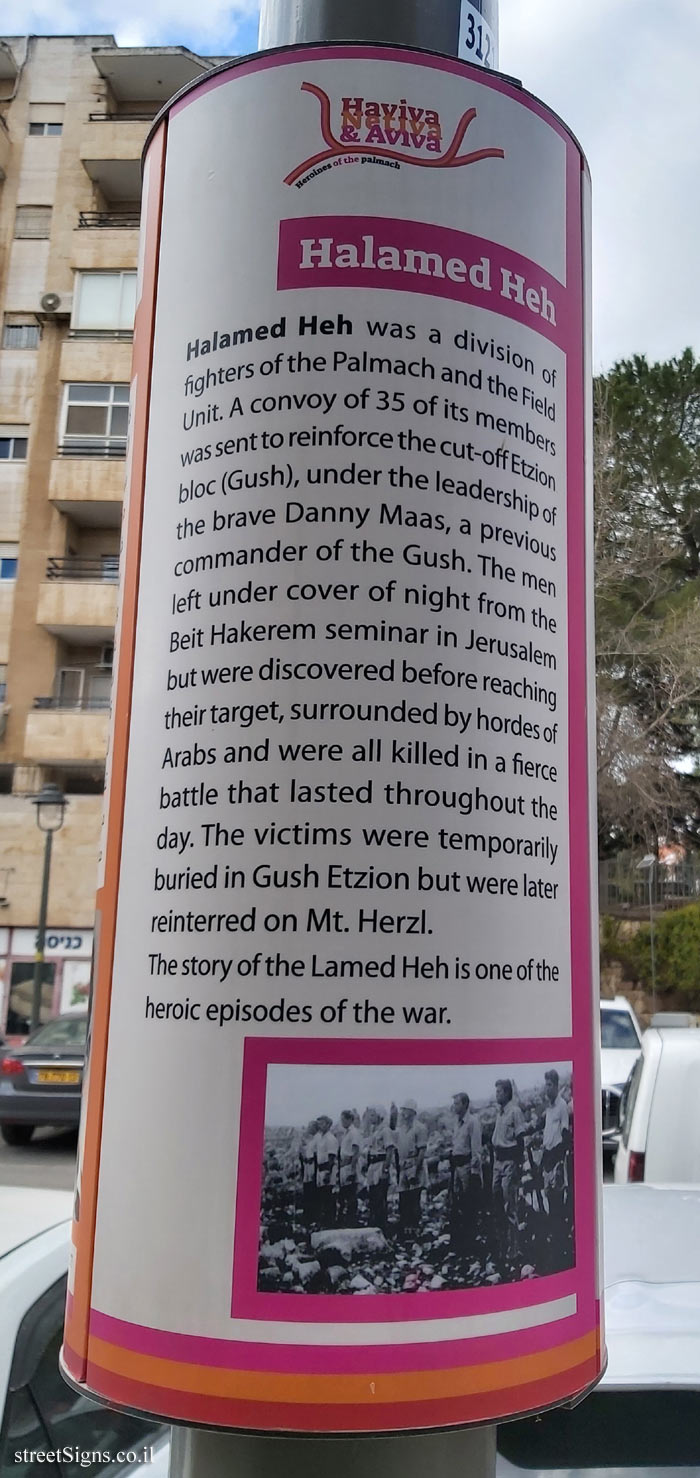 312
Haviva
Netiva
& Aviva
Heroines of the palmach
Halamed Heh
Halamed Heh was a division of
fighters of the Palmach and the Field
Unit. A convoy of 35 of its members
was sent to reinforce the cut-off Etzion
bloc (Gush), under the leadership of
the brave Danny Maas, a previous
commander of the Gush. The men
left under cover of night from the
Beit Hakerem seminar in Jerusalem
but were discovered before reaching
their target, surrounded by hordes of
Arabs and were all killed in a fierce
battle that lasted throughout the
day. The victims were temporarily
buried in Gush Etzion but were later
reinterred on Mt. Herzl.
The story of the Lamed Heh is one of the
heroic episodes of the war.
כניסה
streetSigns.co.il